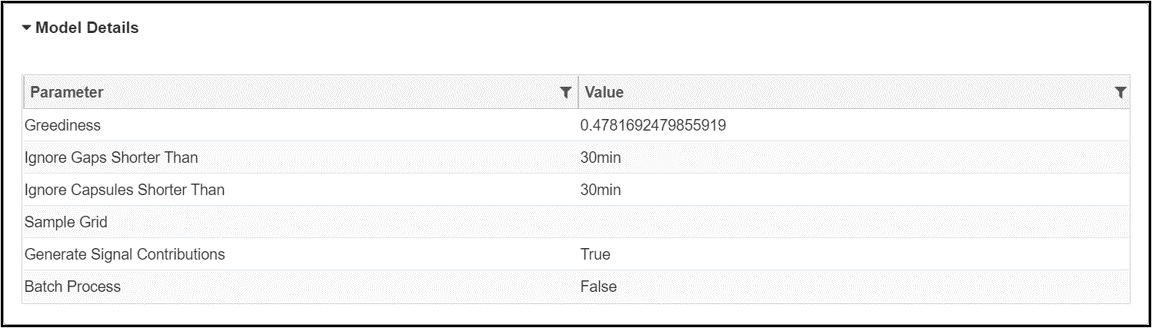 Model Details
Parameter Value
Greediness 0.4781692479855919
Ignore Gaps Shorter Than 30min
Ignore Capsules Shorter Than 30min
Sample Grid
Generate Signal Contributions True
Batch Process False